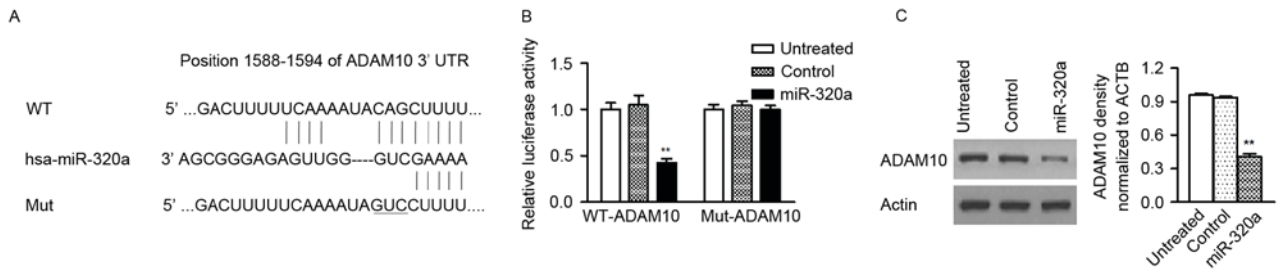 A
Position 1588-1594 of ADAM10 3' UTR
WT
5' ...GACUUUUUCAAAAUACAGCUUUU...
hsa-miR-320a
3' AGCGGGAGAGUUGG----GUCGAAAA
Mut
5' ...GACUUUUUCAAAAUAGUCCUUUU....
B
Relative luciferase activity
1.5
1.0
0.5
0.0
Untreated
Control
miR-320a
**
WT-ADAM10
Mut-ADAM10
C
Untreated
Control
miR-320a
ADAM10
Actin
ADAM10 density
normalized to ACTB
1.2
0.9
0.6
0.3
0.0
**
Untreated
Control
miR-320a